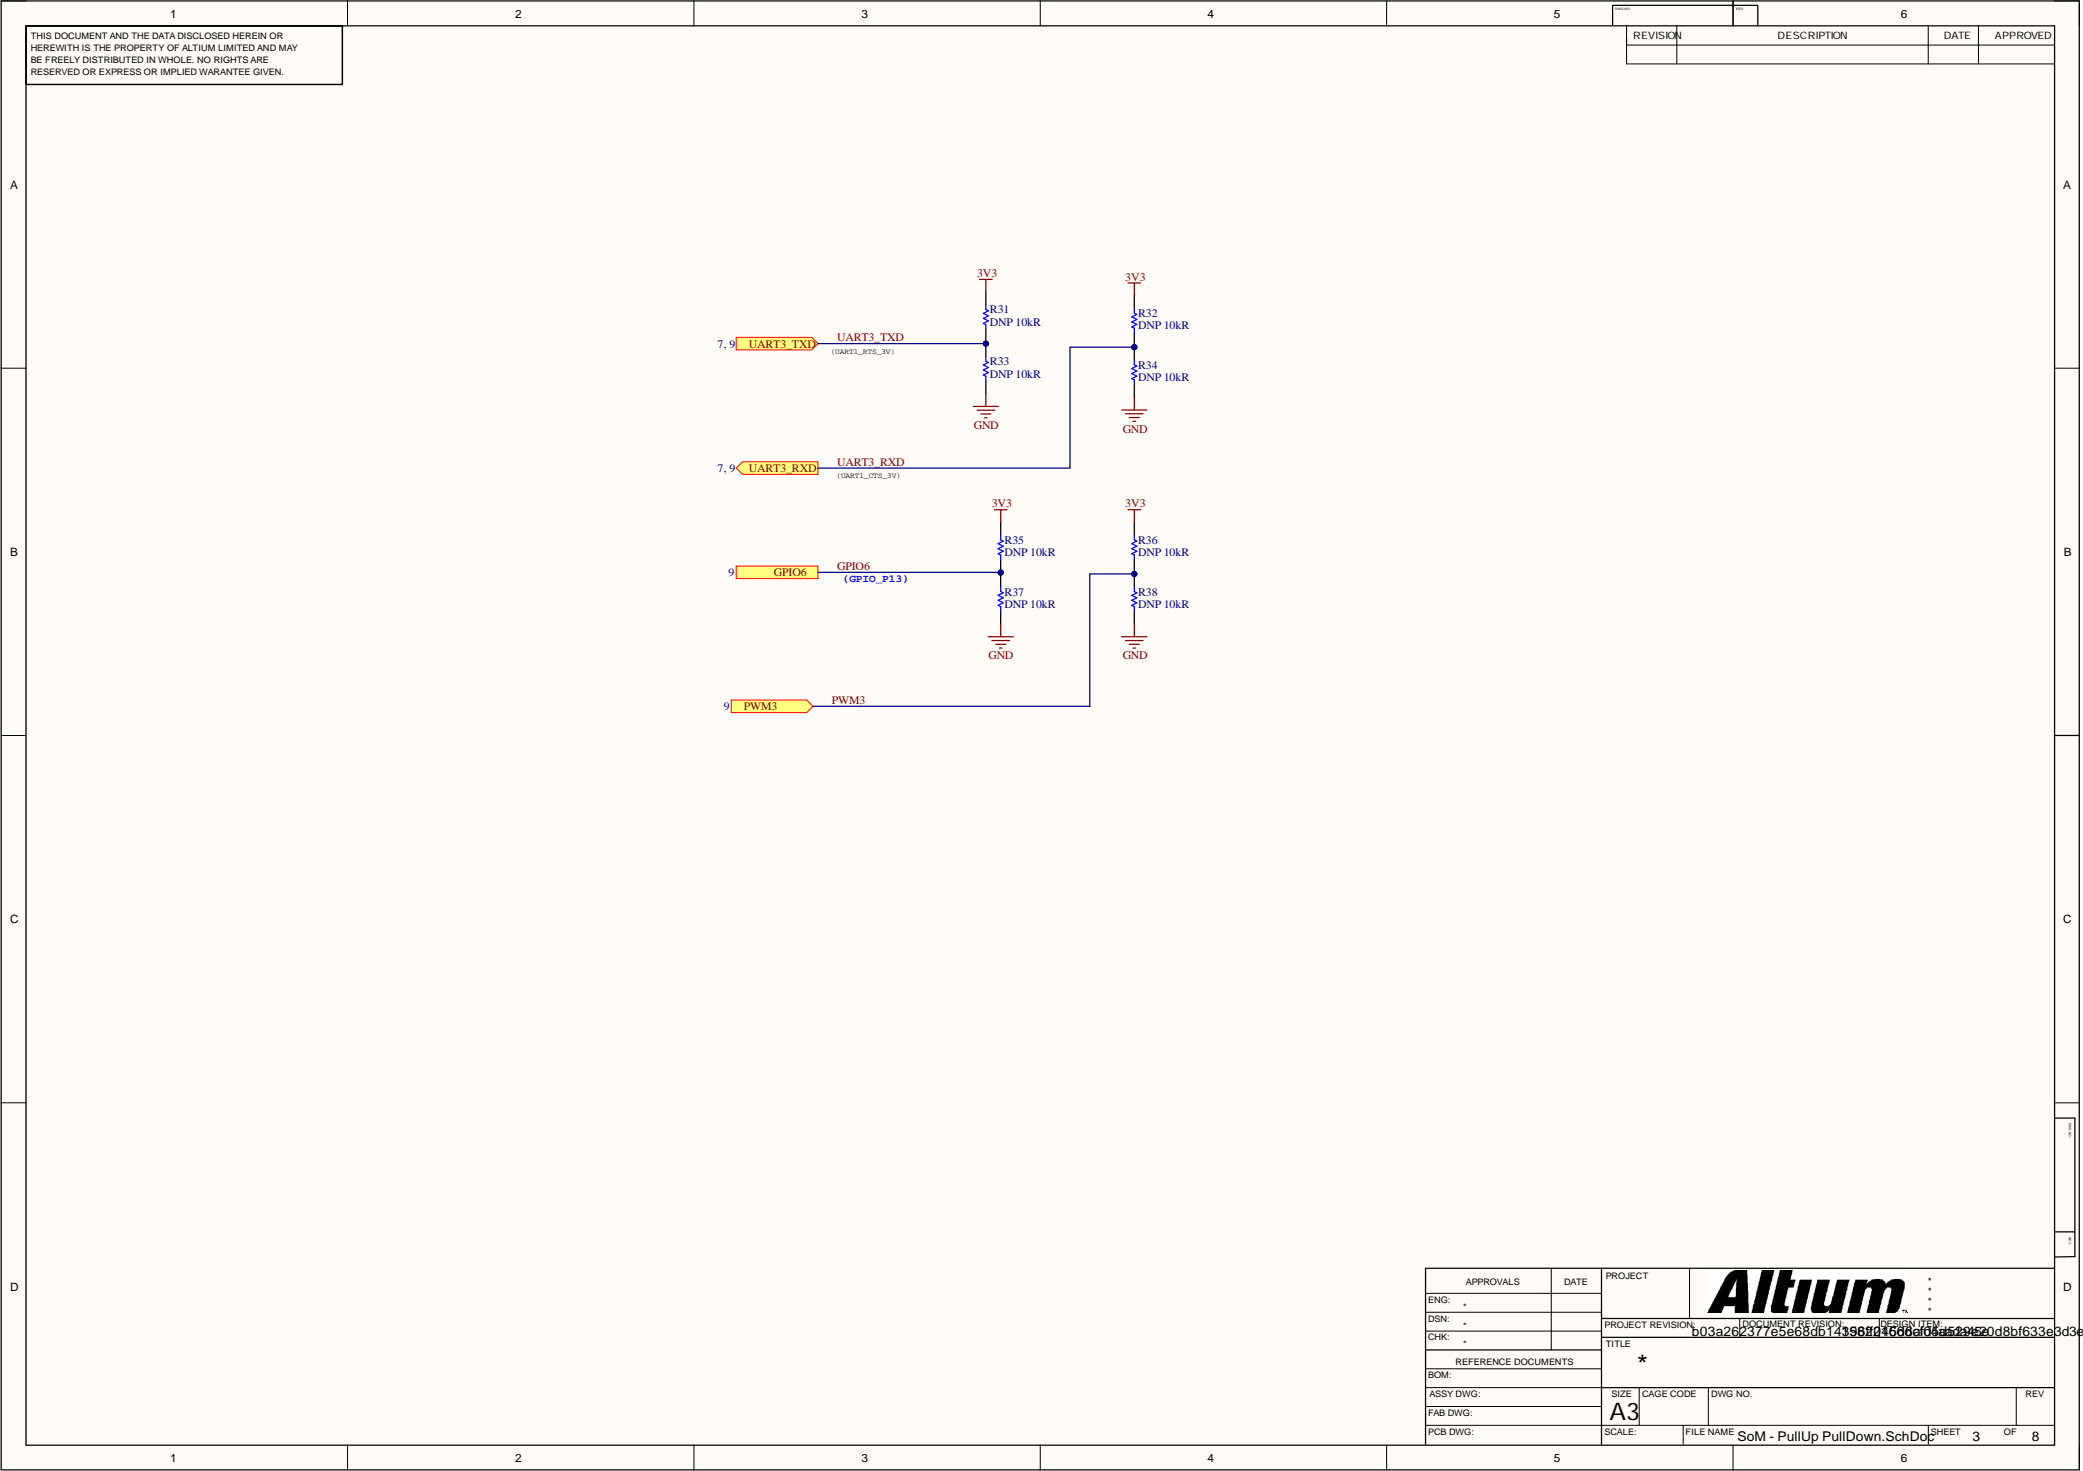 1 2 3 4 5 6
THIS DOCUMENT AND THE DATA DISCLOSED HEREIN OR
HEREWITH IS THE PROPERTY OF ALTIUM LIMITED AND MAY
BE FREELY DISTRIBUTED IN WHOLE. NO RIGHTS ARE
RESERVED OR EXPRESS OR IMPLIED WARANTEE GIVEN.
REVISION DESCRIPTION DATE APPROVED
A A
3V3 3V3
R31
DNP 10kR
R32
DNP 10kR
7, 9 UART3_TXD UART3_TXD
(UART1_RTS_3V)
R33
DNP 10kR
R34
DNP 10kR
GND GND
7, 9 UART3_RXD UART3_RXD
(UART1_CTS_3V)
3V3 3V3
B B
R35
DNP 10kR
R36
DNP 10kR
9 GPIO6 GPIO6
(GPIO_P13)
R37
DNP 10kR
R38
DNP 10kR
GND GND
9 PWM3 PWM3
C C
D D
APPROVALS DATE
ENG: *
DSN: *
CHK: *
REFERENCE DOCUMENTS
BOM:
ASSY DWG:
FAB DWG:
PCB DWG:
PROJECT
Altium
*
*
*
*
PROJECT REVISION: DOCUMENT REVISION: DESIGN ITEM:
b03a262377e5e68db14
TITLE
*
SIZE CAGE CODE DWG NO. REV
A3
SCALE: FILE NAME SoM - PullUp PullDown.SchDoc SHEET 3 OF 8
1 2 3 4 5 6